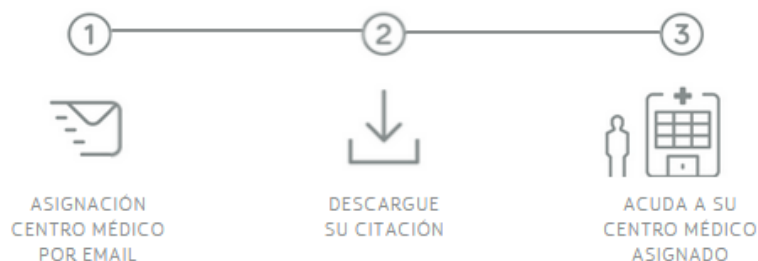 1
2
3
ASIGNACIÓN
CENTRO MÉDICO
POR EMAIL
DESCARGUE
SU CITACIÓN
ACUDA A SU
CENTRO MÉDICO
ASIGNADO